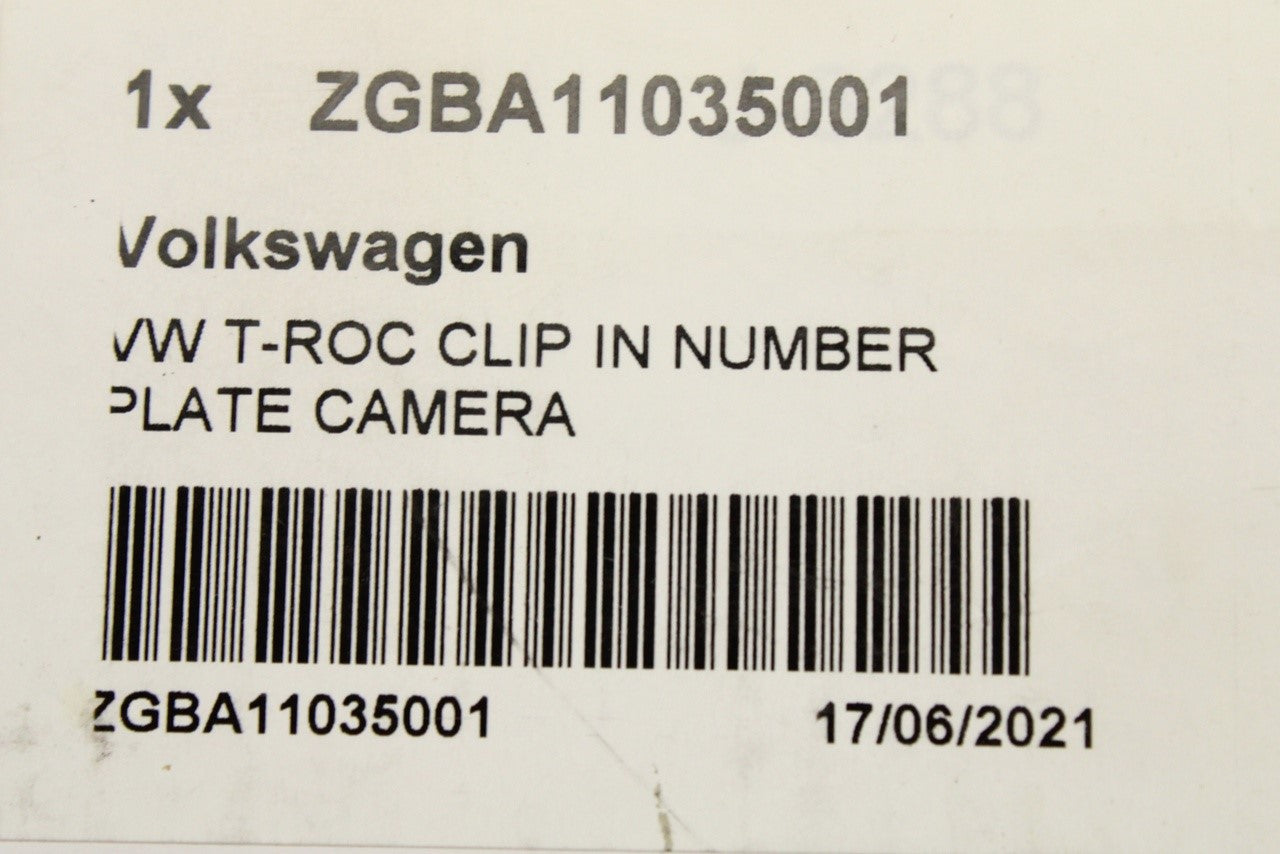 1x ZGBA11035001
Volkswagen
VW T-ROC CLIP IN NUMBER
PLATE CAMERA
ZGBA11035001 17/06/2021